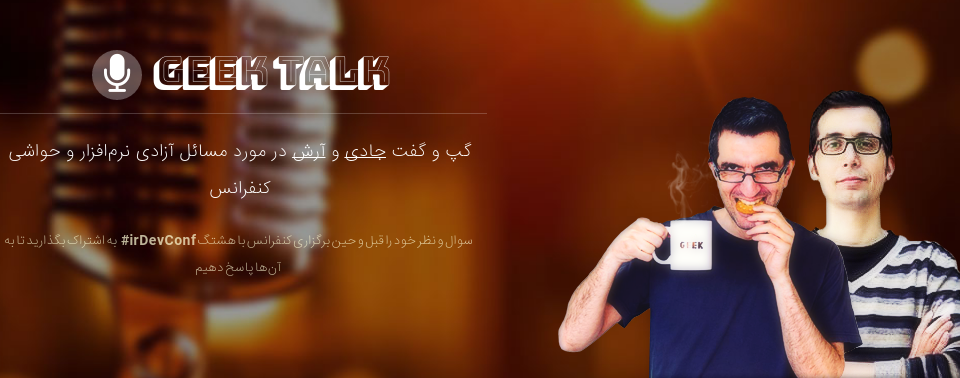 GEEK TALK
گپ و گفت جادی و آرش در مورد مسائل آزادی نرم‌افزار و حواشی
کنفرانس
سوال و نظر خود را قبل و حین برگزاری کنفرانس با هشتگ #irDevConf به اشتراک بگذارید تا به
آن‌ها پاسخ دهیم
GEEK